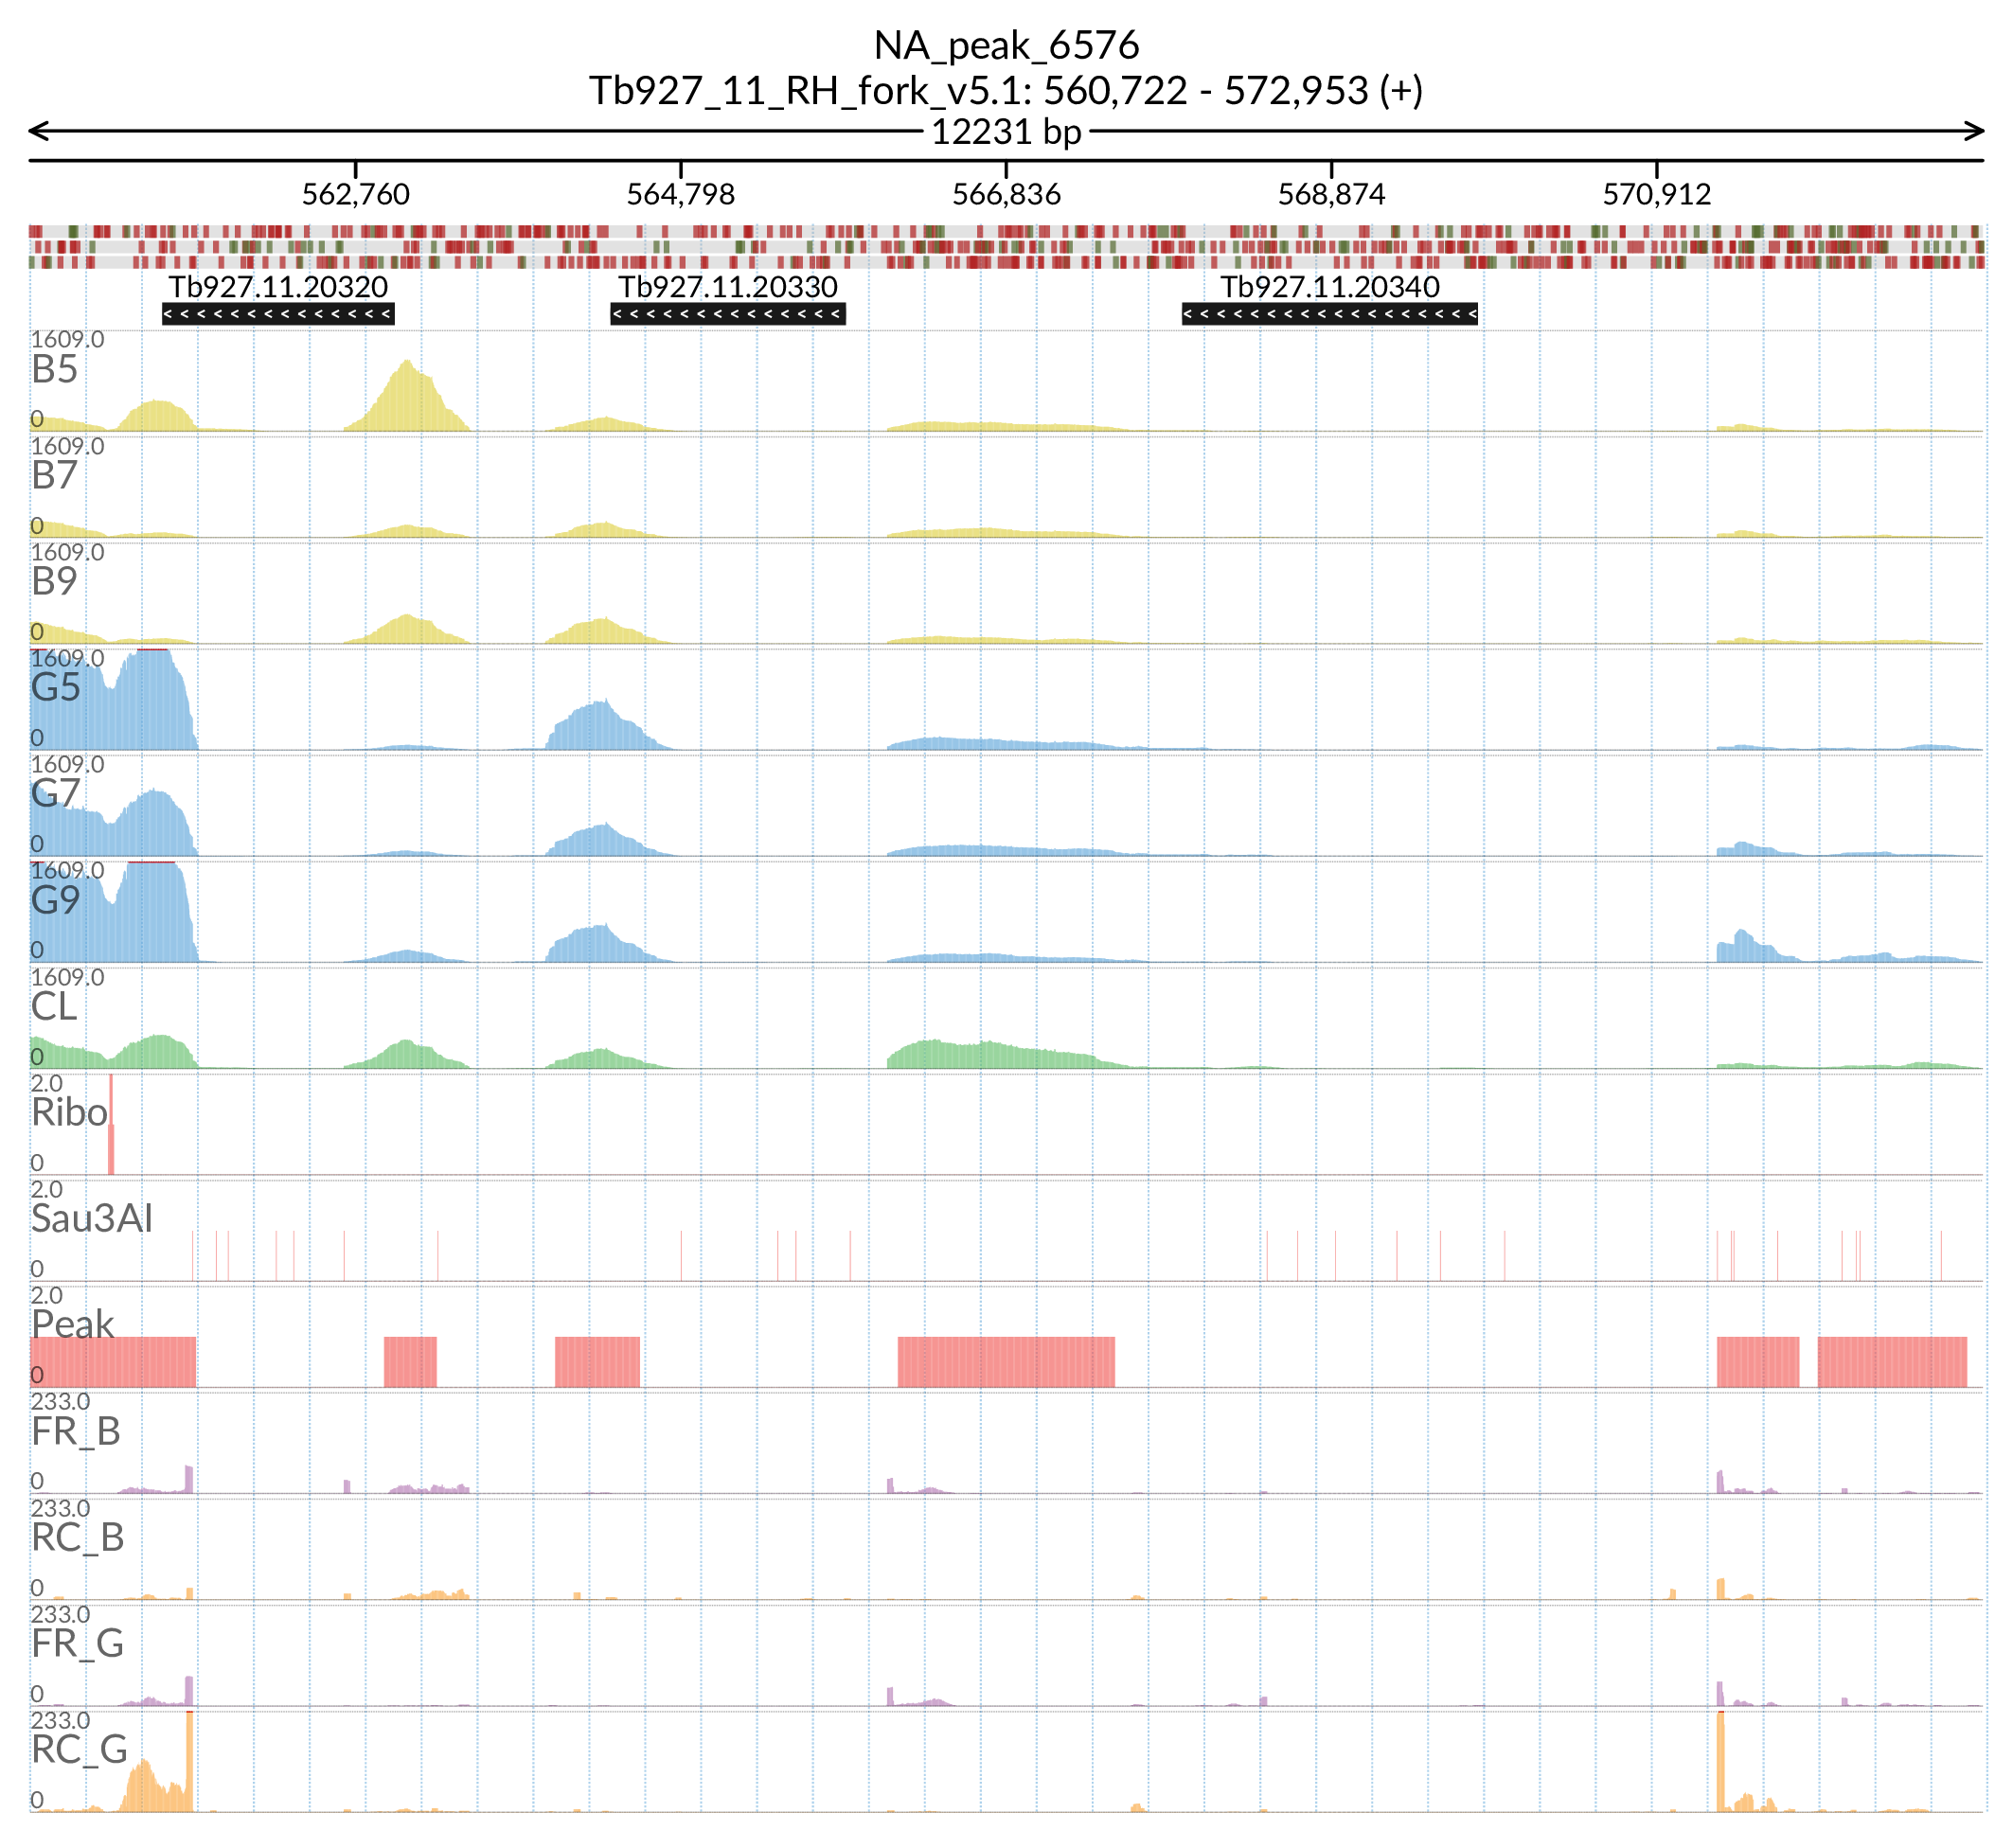 NA_peak_6576
Tb927_11_RH_fork_v5.1: 560,722 - 572,953 (+)
12231 bp
562,760 564,798 566,836 568,874 570,912
Tb927.11.20320 Tb927.11.20330 Tb927.11.20340
1609.0
B5
0
1609.0
B7
0
1609.0
B9
0
1609.0
G5
0
1609.0
G7
0
1609.0
G9
0
1609.0
CL
0
2.0
Ribo
0
2.0
Sau3AI
0
2.0
Peak
0
233.0
FR_B
0
233.0
RC_B
0
233.0
FR_G
0
233.0
RC_G
0